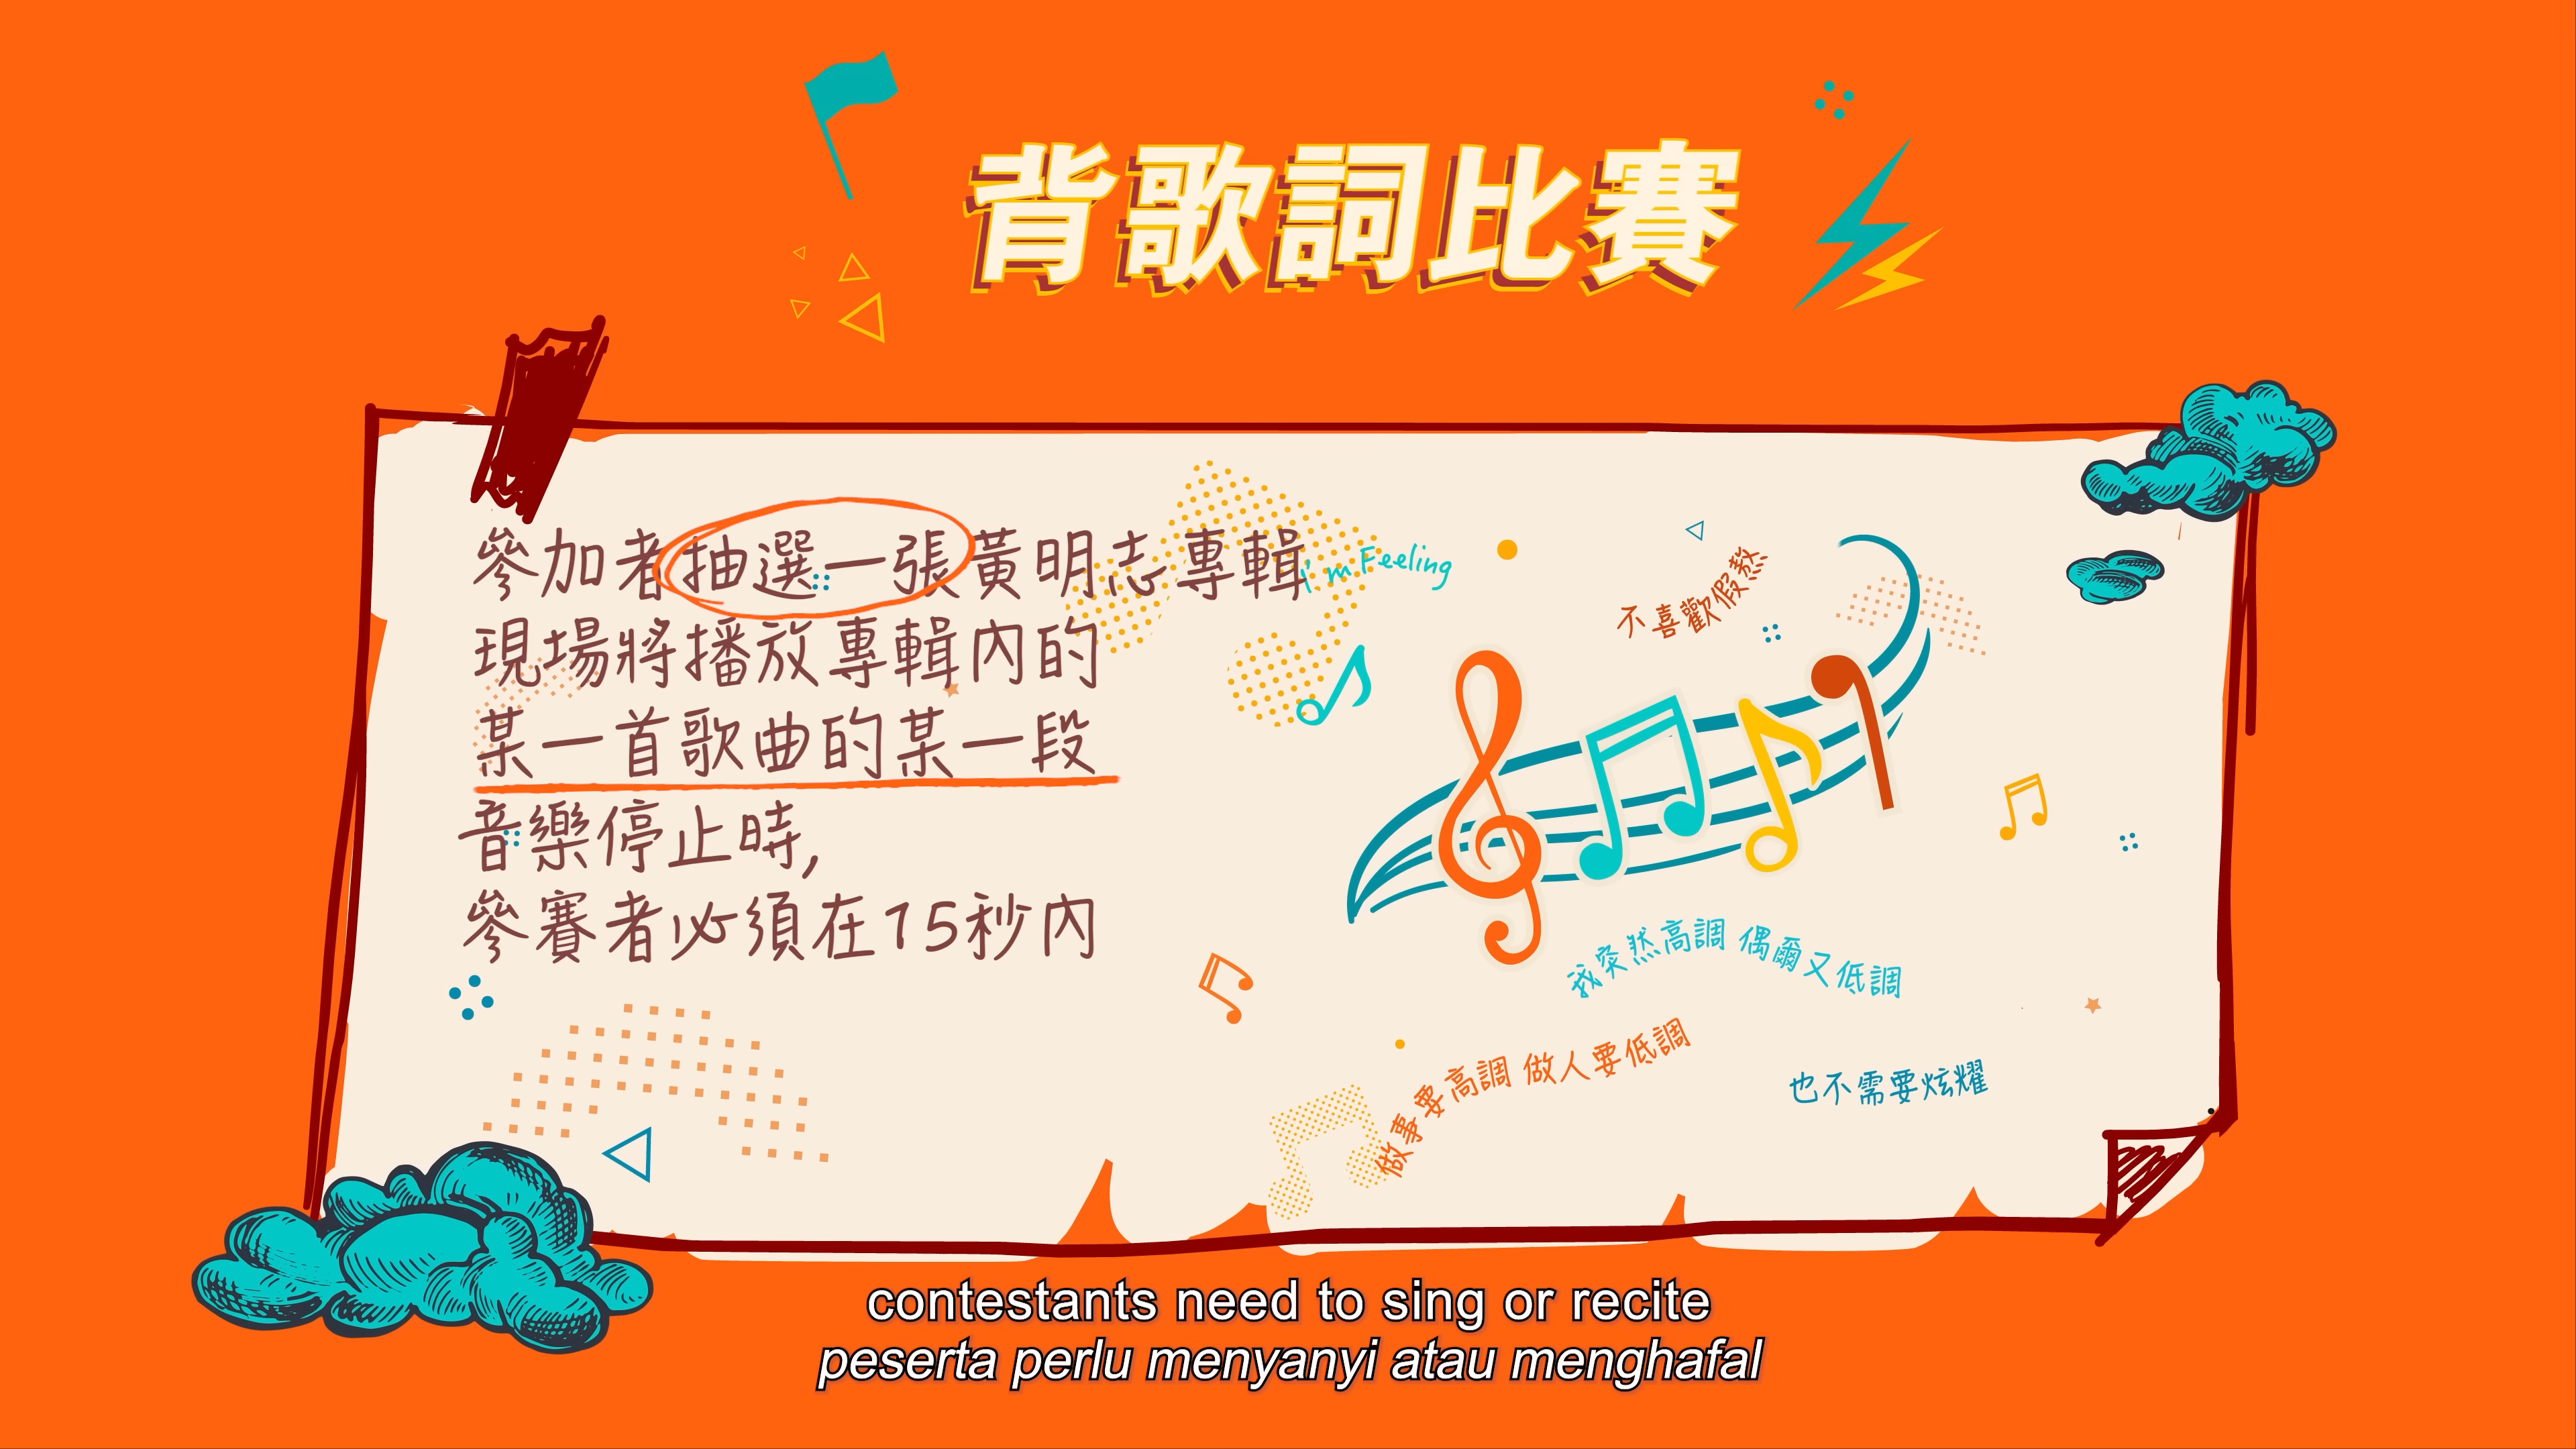 背歌詞比賽
參加者抽選一張黃明志專輯
現場將播放專輯內的
某一首歌曲的某一段
音樂停止時,
參賽者必須在15秒內
i'm Feeling
不喜歡假熬
我突然高調 偶爾又低調
做事要高調 做人要低調
也不需要炫耀
contestants need to sing or recite
peserta perlu menyanyi atau menghafal